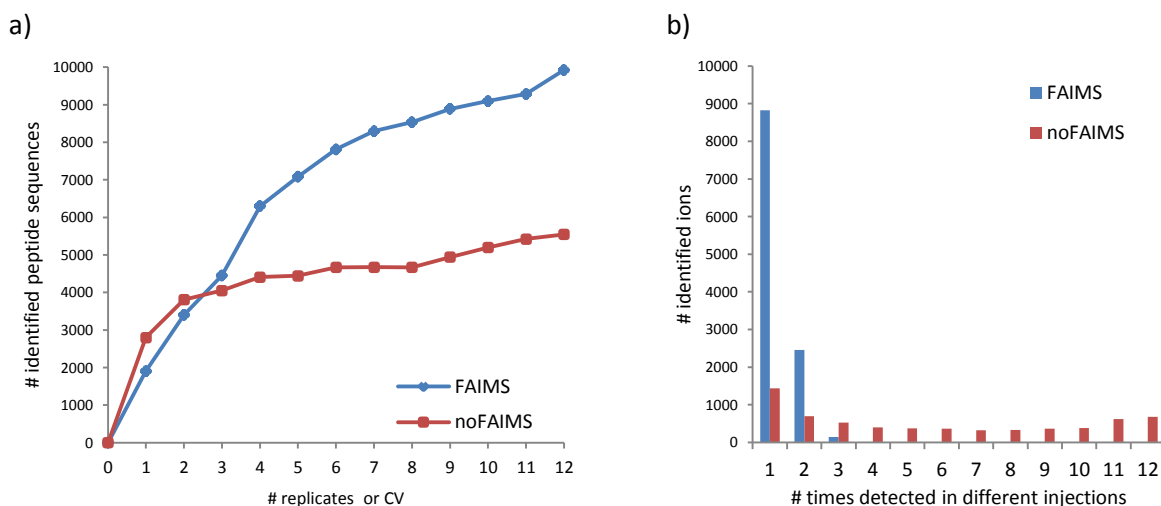 a)
# identified peptide sequences
10000
9000
8000
7000
6000
5000
4000
3000
2000
1000
0
FAIMS
noFAIMS
0 1 2 3 4 5 6 7 8 9 10 11 12
# replicates or CV
b)
# identified ions
10000
9000
8000
7000
6000
5000
4000
3000
2000
1000
0
FAIMS
noFAIMS
1 2 3 4 5 6 7 8 9 10 11 12
# times detected in different injections